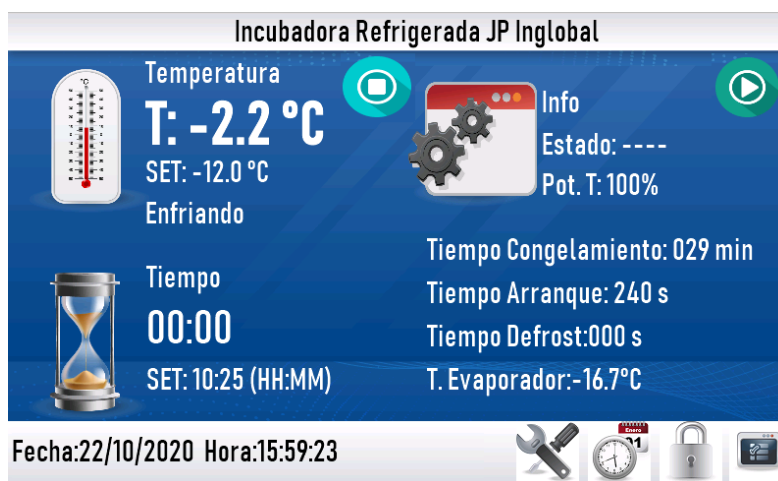 Incubadora Refrigerada JP Inglobal
Temperatura
T: -2.2 °C
SET: -12.0 °C
Enfriando
Info
Estado: ----
Pot. T: 100%
Tiempo
00:00
SET: 10:25 (HH:MM)
Tiempo Congelamiento: 029 min
Tiempo Arranque: 240 s
Tiempo Defrost:000 s
T. Evaporador:-16.7°C
Fecha:22/10/2020 Hora:15:59:23
Enero